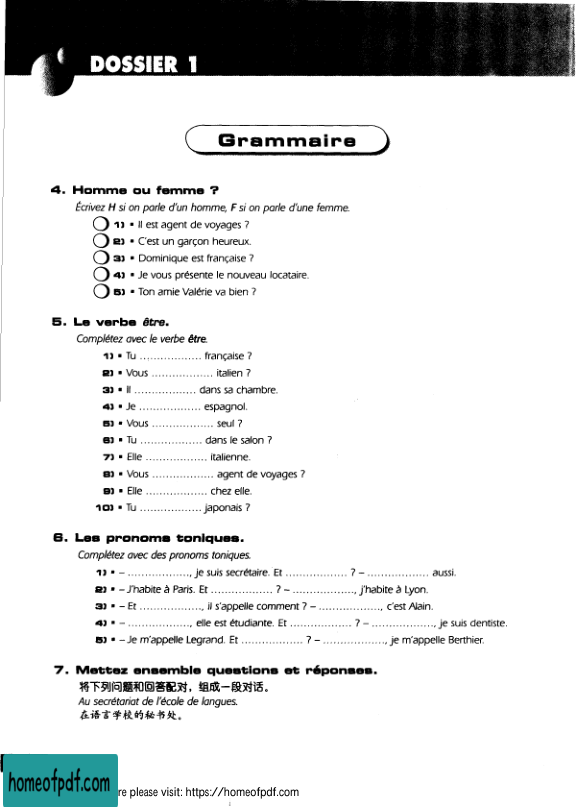 DOSSIER 1
Grammaire
4. Homme ou femme ?
Écrivez H si on parle d'un homme, F si on parle d'une femme.
1) ▪ Il est agent de voyages ?
2) ▪ C'est un garçon heureux.
3) ▪ Dominique est française ?
4) ▪ Je vous présente le nouveau locataire.
5) ▪ Ton amie Valérie va bien ?
5. Le verbe être.
Complétez avec le verbe être.
1) ▪ Tu .................. française ?
2) ▪ Vous .................. italien ?
3) ▪ Il .................. dans sa chambre.
4) ▪ Je .................. espagnol.
5) ▪ Vous .................. seul ?
6) ▪ Tu .................. dans le salon ?
7) ▪ Elle .................. italienne.
8) ▪ Vous .................. agent de voyages ?
9) ▪ Elle .................. chez elle.
10) ▪ Tu .................. japonais ?
6. Les pronoms toniques.
Complétez avec des pronoms toniques.
1) ▪ – .................., je suis secrétaire. Et .................. ? – .................. aussi.
2) ▪ – J'habite à Paris. Et .................. ? – .................., j'habite à Lyon.
3) ▪ – Et .................., il s'appelle comment ? – .................., c'est Alain.
4) ▪ – .................., elle est étudiante. Et .................. ? – .................., je suis dentiste.
5) ▪ – Je m'appelle Legrand. Et .................. ? – .................., je m'appelle Berthier.
7. Mettez ensemble questions et réponses.
将下列问题和回答配对，组成一段对话。
Au secrétariat de l'école de langues.
在语言学校的秘书处。
homeofpdf.com
re please visit: https://homeofpdf.com